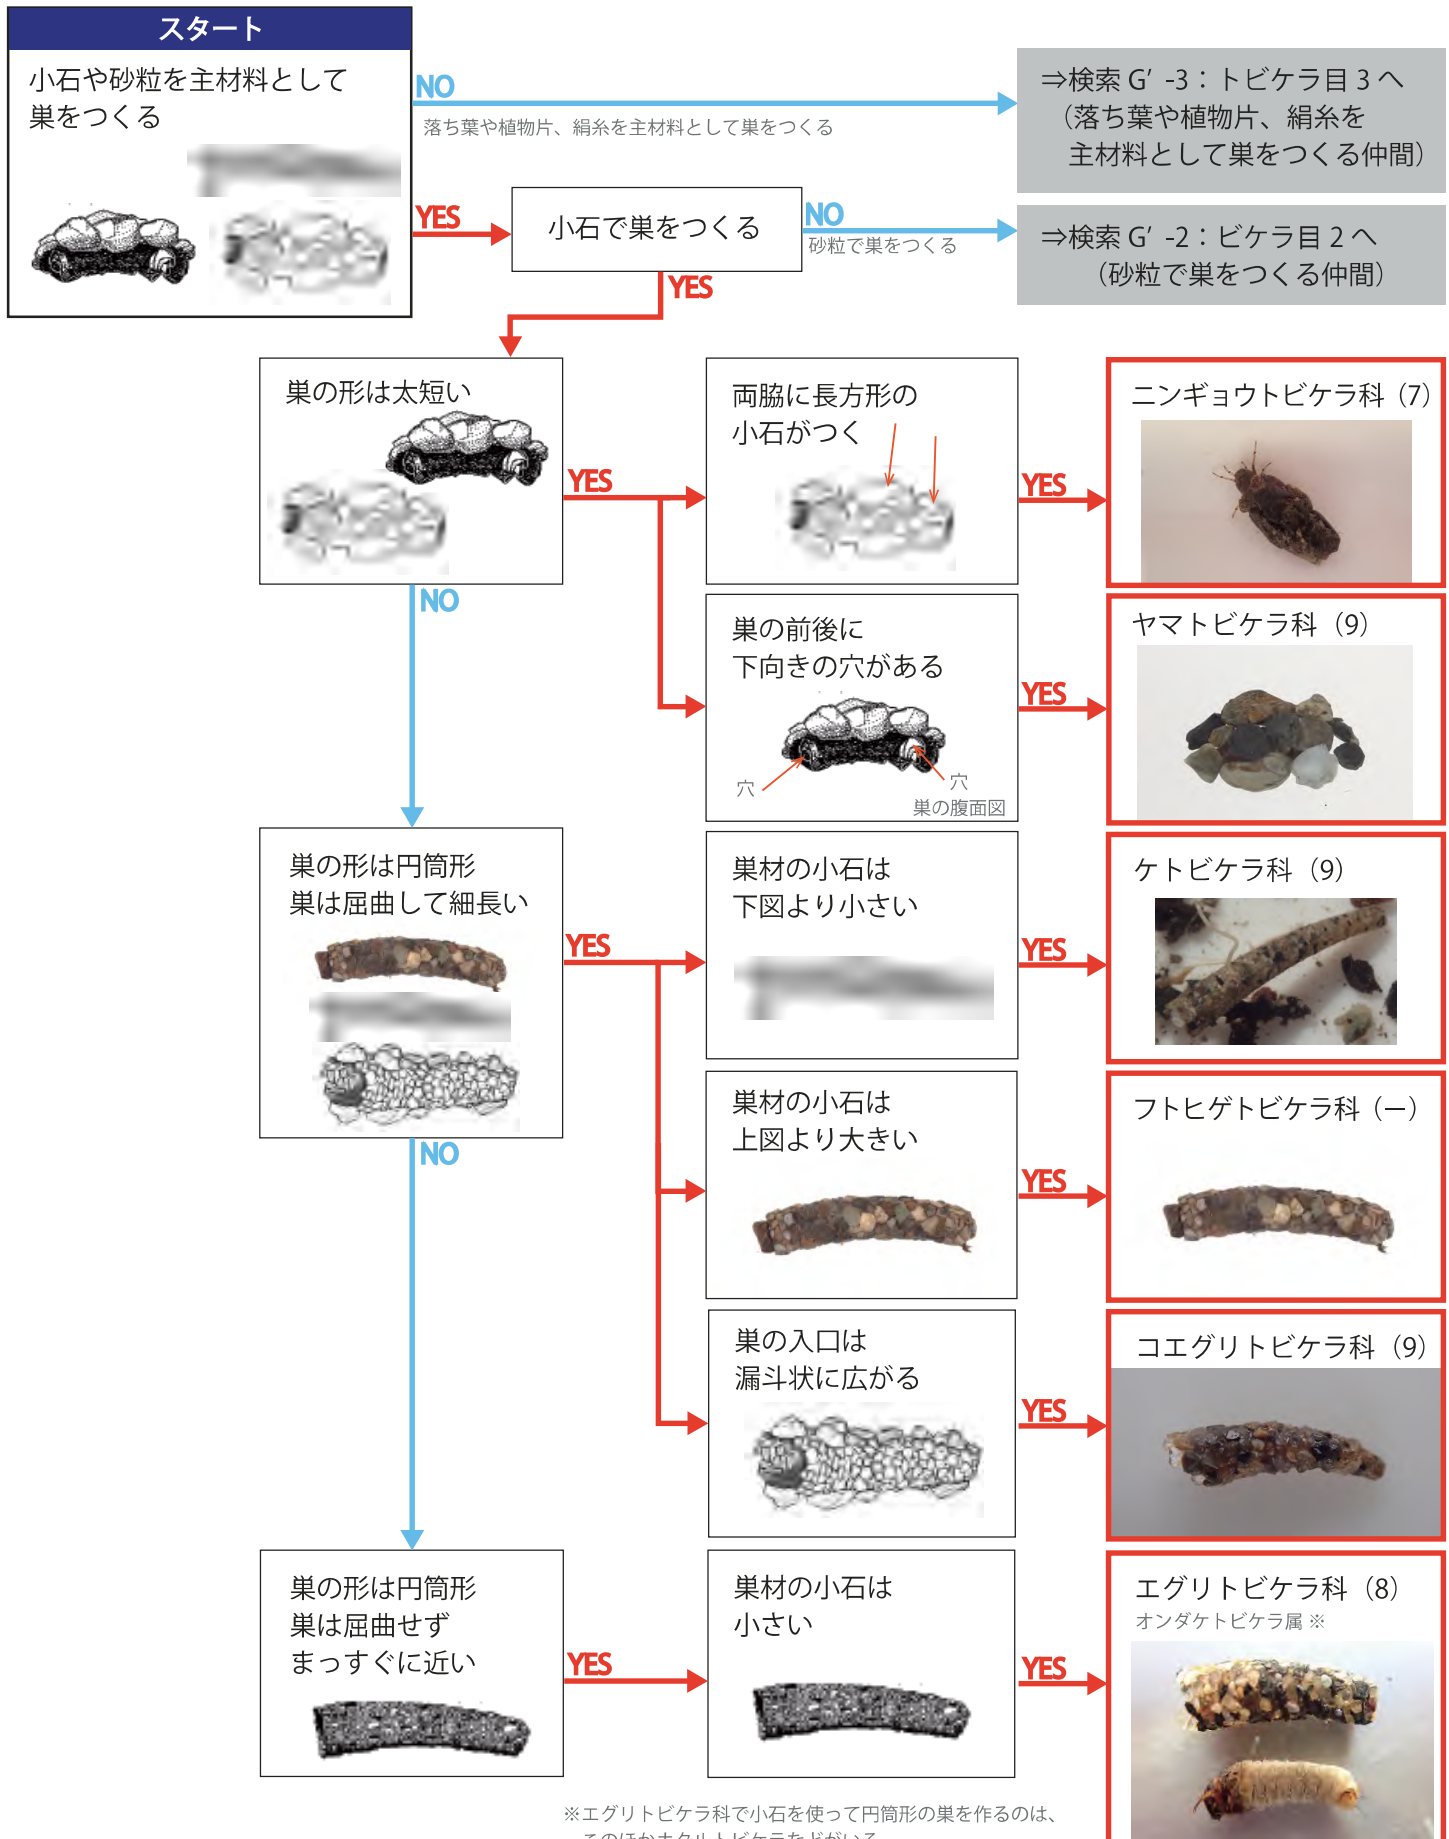 スタート
小石や砂粒を主材料として
巣をつくる
NO
落ち葉や植物片、絹糸を主材料として巣をつくる
⇒検索 G′-3：トビケラ目 3 へ
（落ち葉や植物片、絹糸を
主材料として巣をつくる仲間）
YES
小石で巣をつくる
NO
砂粒で巣をつくる
⇒検索 G′-2：ビケラ目 2 へ
（砂粒で巣をつくる仲間）
YES
巣の形は太短い
YES
両脇に長方形の
小石がつく
YES
ニンギョウトビケラ科（7）
NO
巣の前後に
下向きの穴がある
穴
穴
巣の腹面図
YES
ヤマトビケラ科（9）
巣の形は円筒形
巣は屈曲して細長い
YES
巣材の小石は
下図より小さい
YES
ケトビケラ科（9）
NO
巣材の小石は
上図より大きい
YES
フトヒゲトビケラ科（ー）
巣の入口は
漏斗状に広がる
YES
コエグリトビケラ科（9）
巣の形は円筒形
巣は屈曲せず
まっすぐに近い
YES
巣材の小石は
小さい
YES
エグリトビケラ科（8）
オンダケトビケラ属 ※
※エグリトビケラ科で小石を使って円筒形の巣を作るのは、